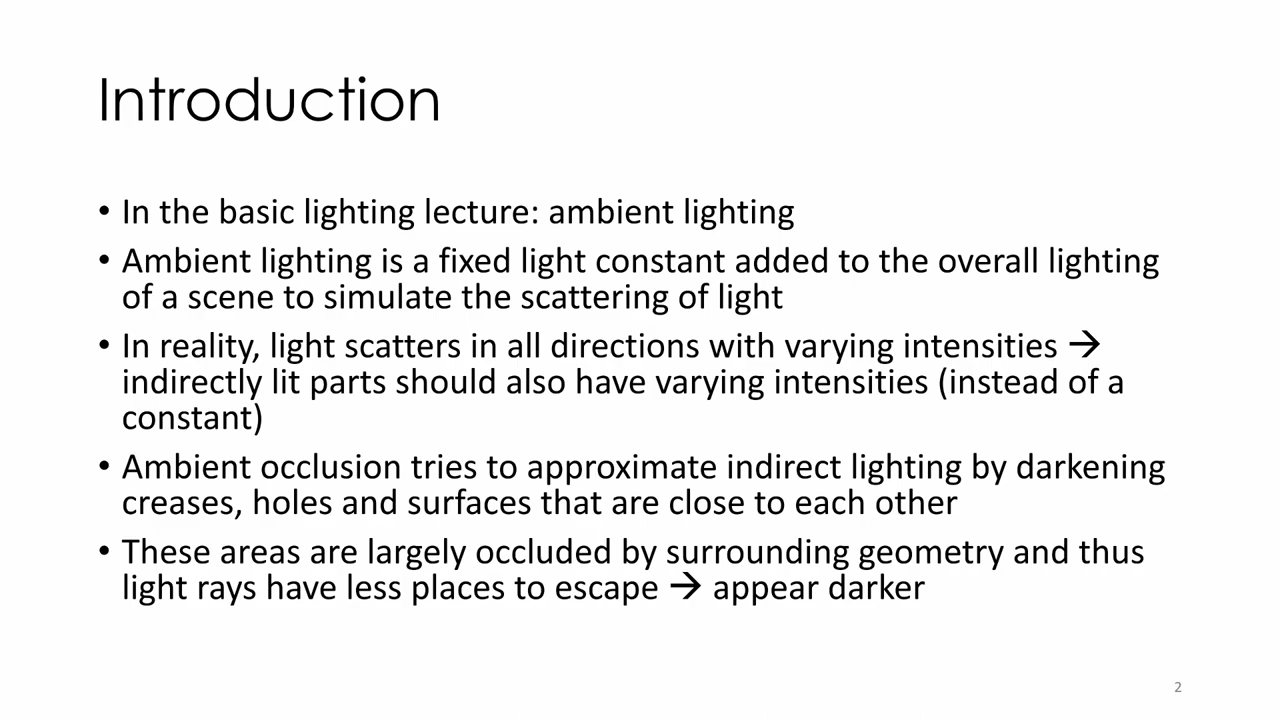 Introduction
• In the basic lighting lecture: ambient lighting
• Ambient lighting is a fixed light constant added to the overall lighting
of a scene to simulate the scattering of light
• In reality, light scatters in all directions with varying intensities →
indirectly lit parts should also have varying intensities (instead of a
constant)
• Ambient occlusion tries to approximate indirect lighting by darkening
creases, holes and surfaces that are close to each other
• These areas are largely occluded by surrounding geometry and thus
light rays have less places to escape → appear darker
2